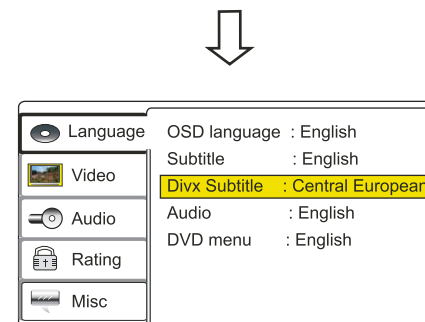 Language
Video
Audio
Rating
Misc
OSD language : English
Subtitle : English
Divx Subtitle : Central European
Audio : English
DVD menu : English